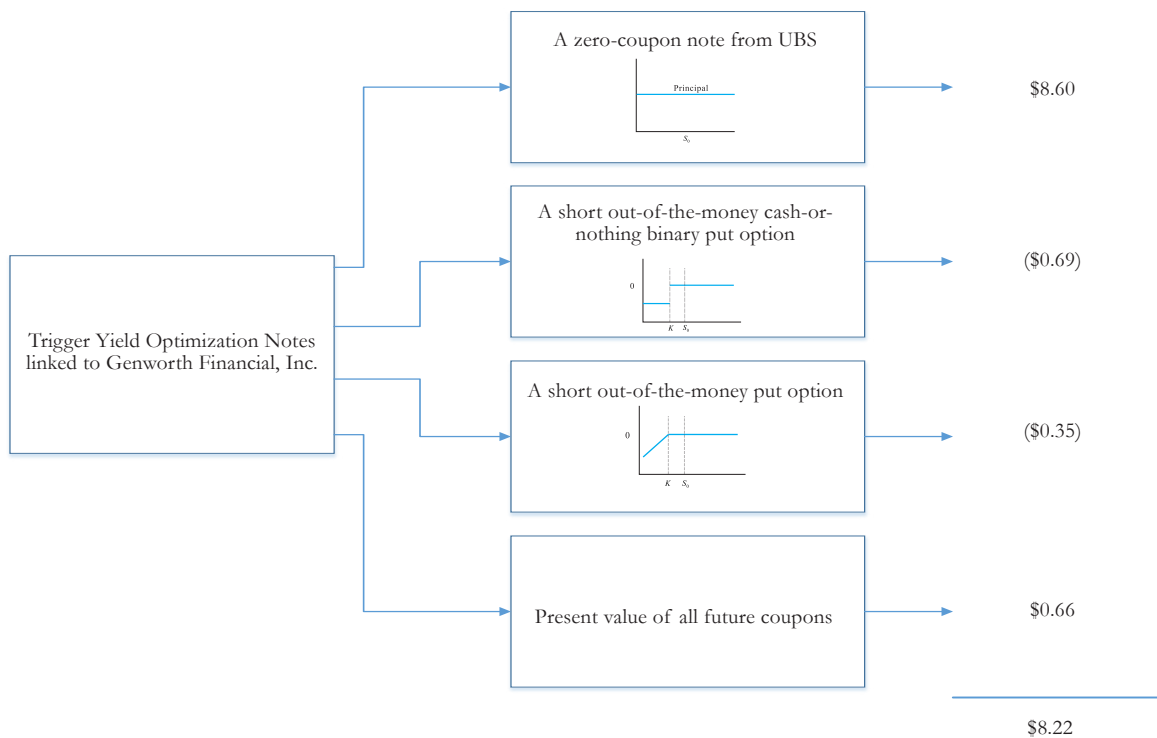 A zero-coupon note from UBS
Principal
S0
$8.60
A short out-of-the-money cash-or-
nothing binary put option
0
K S0
($0.69)
Trigger Yield Optimization Notes
linked to Genworth Financial, Inc.
A short out-of-the-money put option
0
K S0
($0.35)
Present value of all future coupons
$0.66
$8.22